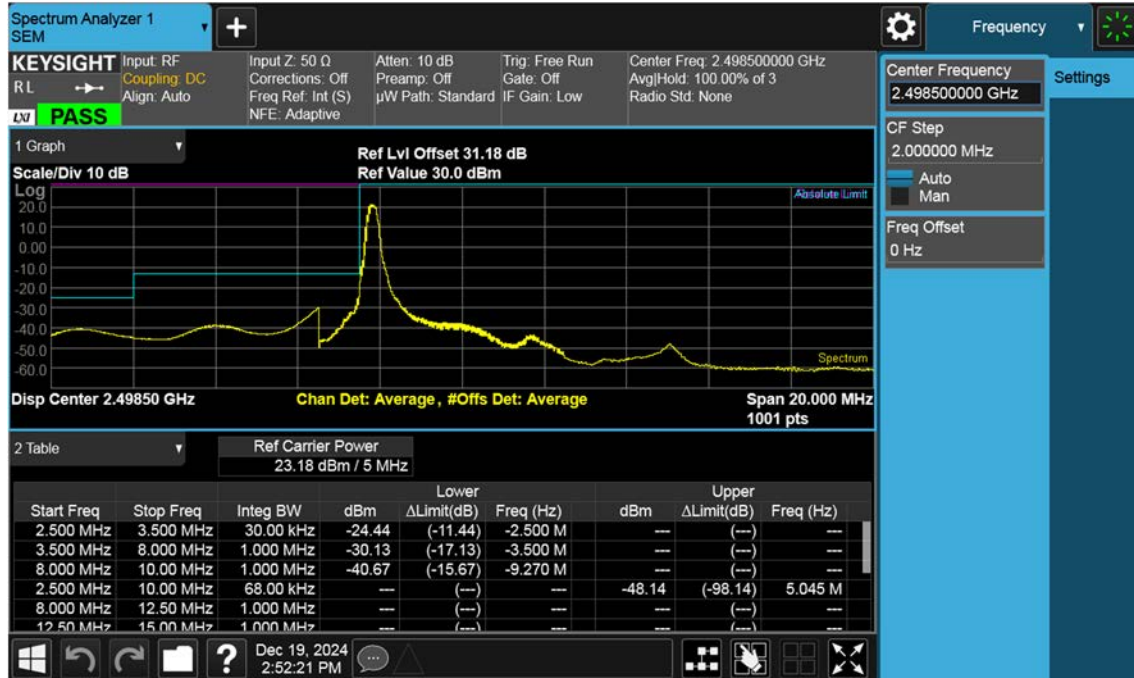 Spectrum Analyzer 1
SEM
Frequency
KEYSIGHT
R L
LXI PASS
Input: RF
Coupling: DC
Align: Auto
Input Z: 50 Ω
Corrections: Off
Freq Ref: Int (S)
NFE: Adaptive
Atten: 10 dB
Preamp: Off
µW Path: Standard
Trig: Free Run
Gate: Off
IF Gain: Low
Center Freq: 2.498500000 GHz
Avg|Hold: 100.00% of 3
Radio Std: None
Center Frequency
2.498500000 GHz
Settings
CF Step
2.000000 MHz
Auto
Man
Freq Offset
0 Hz
1 Graph
Scale/Div 10 dB
Ref Lvl Offset 31.18 dB
Ref Value 30.0 dBm
Log
20.0
10.0
0.00
-10.0
-20.0
-30.0
-40.0
-50.0
-60.0
Absolute Limit
Spectrum
Disp Center 2.49850 GHz
Chan Det: Average, #Offs Det: Average
Span 20.000 MHz
1001 pts
2 Table
Ref Carrier Power
23.18 dBm / 5 MHz
Lower Upper
Start Freq Stop Freq Integ BW dBm ΔLimit(dB) Freq (Hz) dBm ΔLimit(dB) Freq (Hz)
2.500 MHz 3.500 MHz 30.00 kHz -24.44 (-11.44) -2.500 M --- (---) ---
3.500 MHz 8.000 MHz 1.000 MHz -30.13 (-17.13) -3.500 M --- (---) ---
8.000 MHz 10.00 MHz 1.000 MHz -40.67 (-15.67) -9.270 M --- (---) ---
2.500 MHz 10.00 MHz 68.00 kHz --- (---) --- -48.14 (-98.14) 5.045 M
8.000 MHz 12.50 MHz 1.000 MHz --- (---) --- --- (---) ---
12.50 MHz 15.00 MHz 1.000 MHz --- (---) --- --- (---) ---
Dec 19, 2024
2:52:21 PM